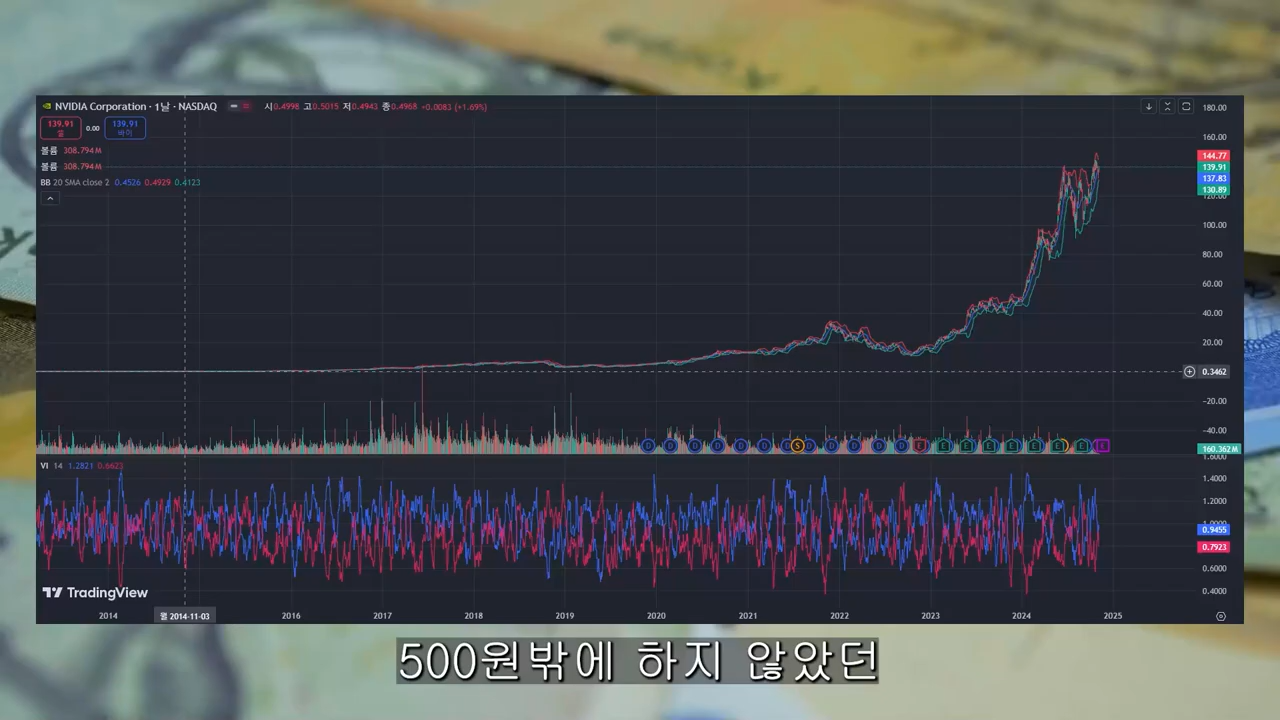 NVIDIA Corporation · 1날 · NASDAQ 시0.4998 고0.5015 저0.4943 종0.4968 +0.0083 (+1.69%)
139.91 셀 0.00 139.91 바이
볼륨 308.794M
볼륨 308.794M
BB 20 SMA close 2 0.4526 0.4929 0.4123
180.00
160.00
144.77
139.91
137.83
130.89
120.00
100.00
80.00
60.00
40.00
20.00
0.3462
−20.00
−40.00
160.362M
1.6000
VI 14 1.2821 0.6623
1.4000
1.2000
1.0000
0.9455
0.7923
0.6000
0.4000
TradingView
2014 월 2014-11-03 2016 2017 2018 2019 2020 2021 2022 2023 2024 2025
500원밖에 하지 않았던